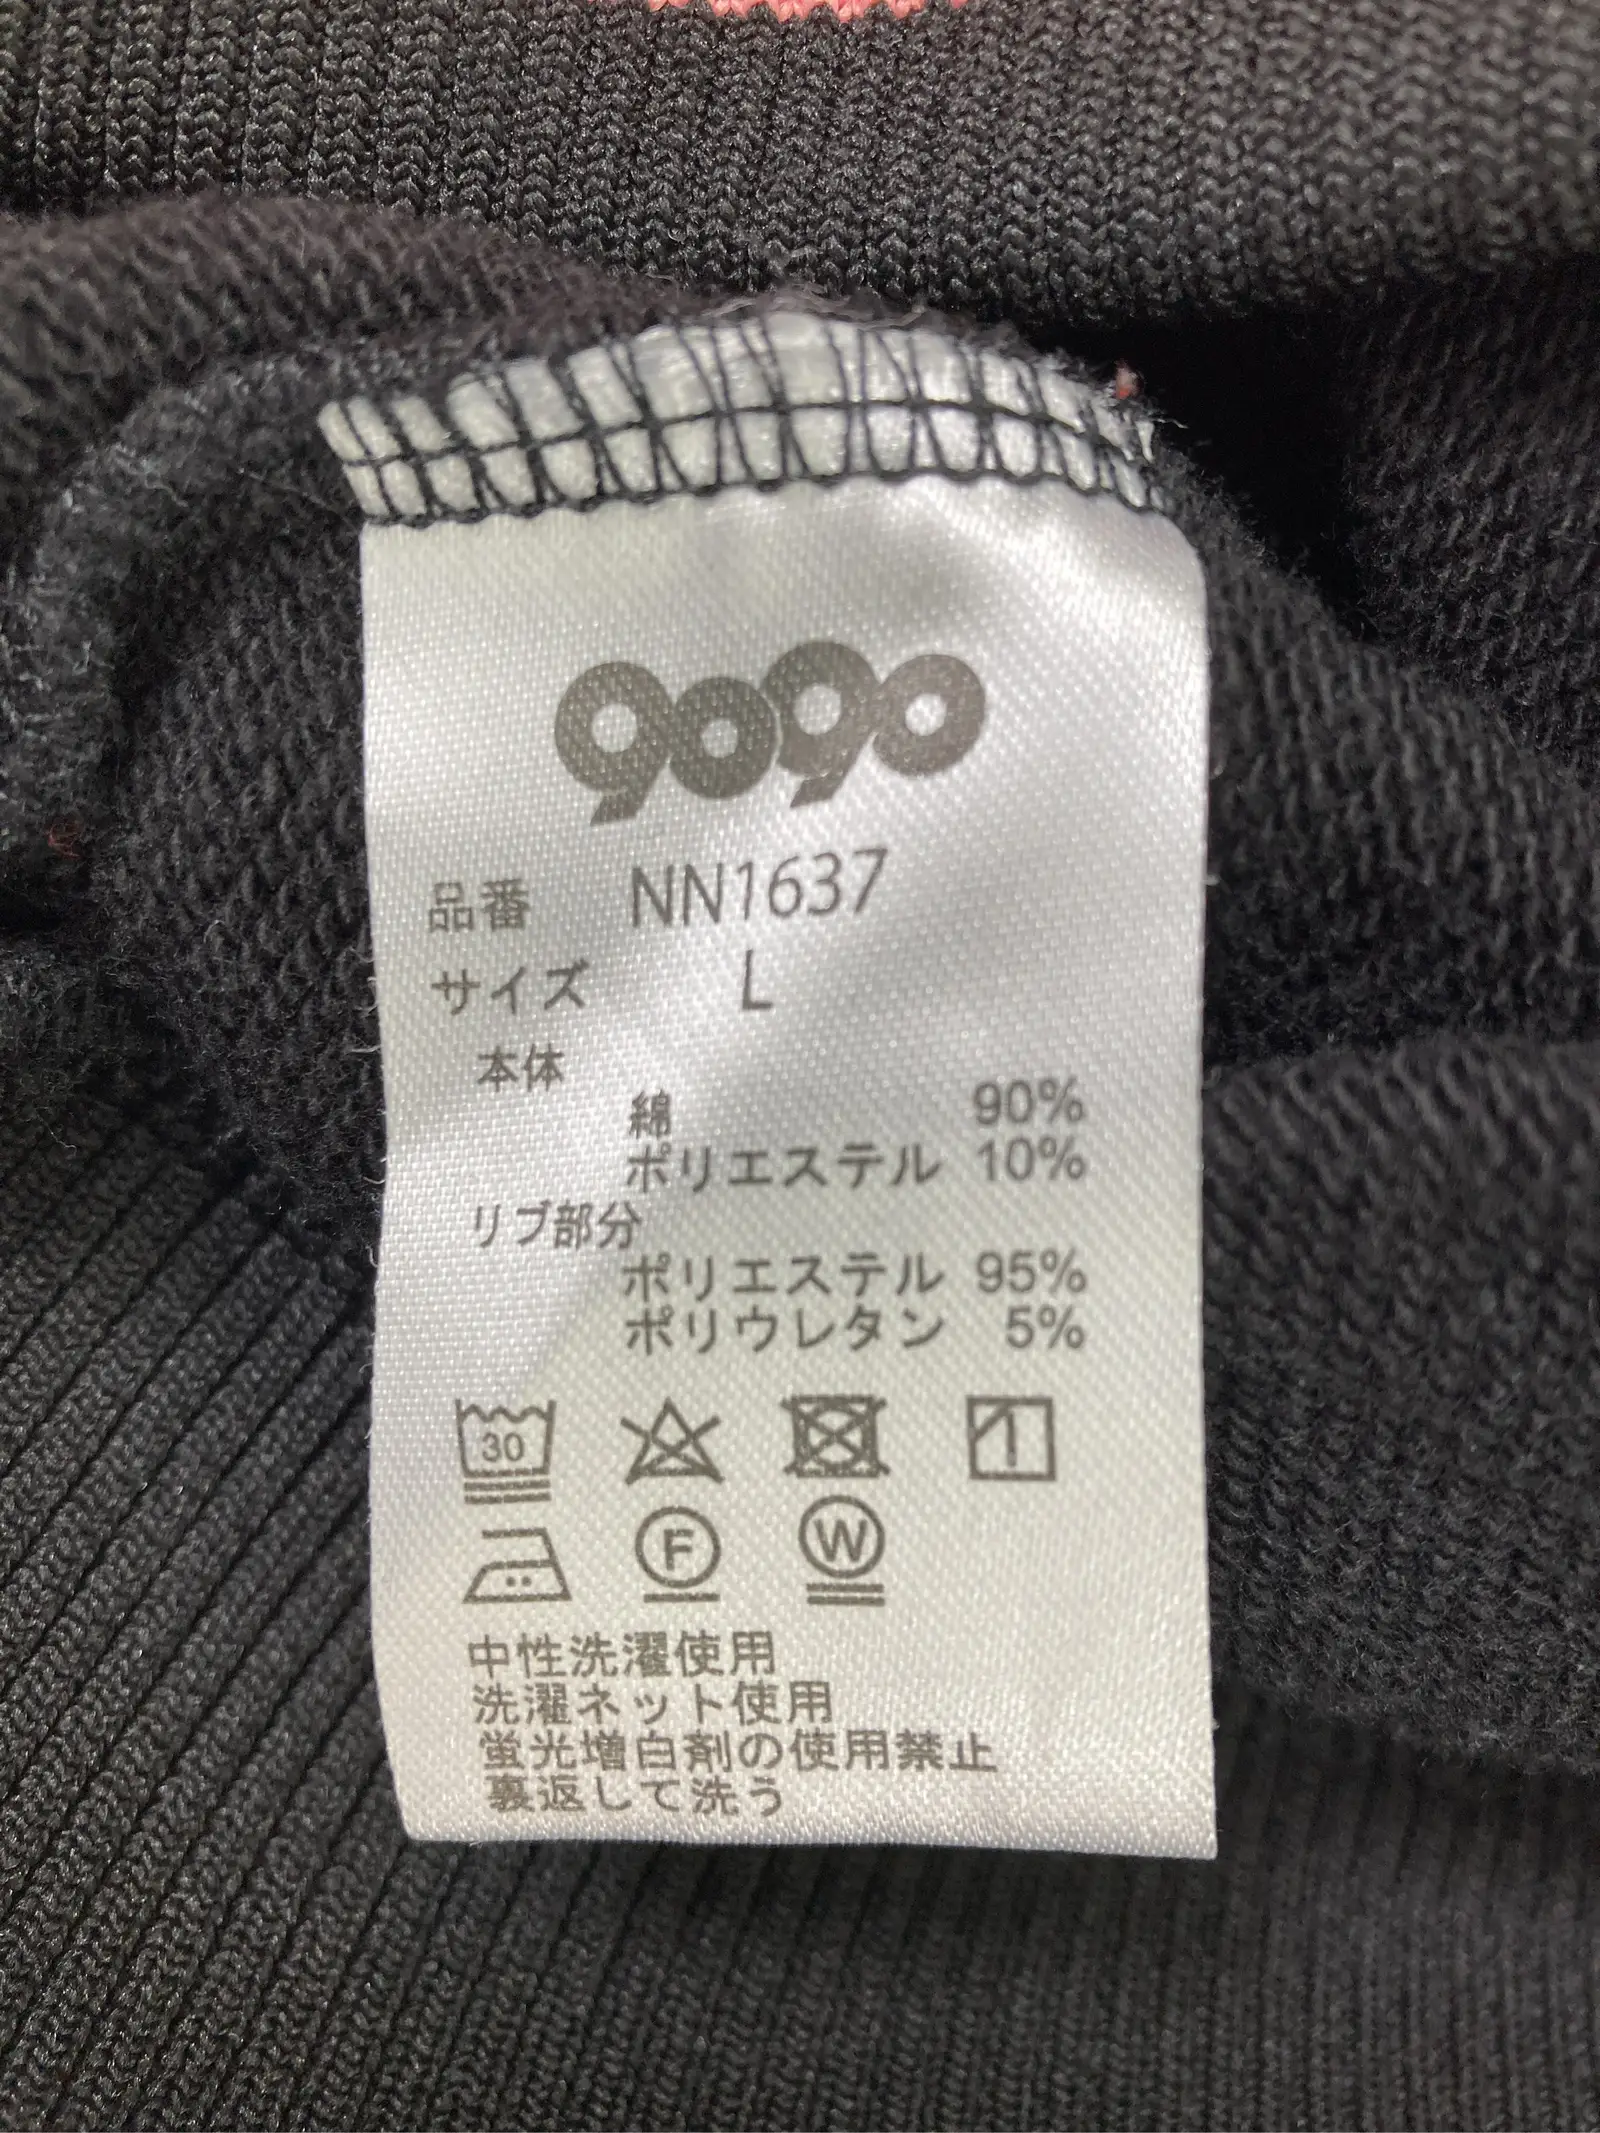 9090
品番 NN1637
サイズ L
本体
綿 90%
ポリエステル 10%
リブ部分
ポリエステル 95%
ポリウレタン 5%
30
F W
中性洗濯使用
洗濯ネット使用
蛍光増白剤の使用禁止
裏返して洗う